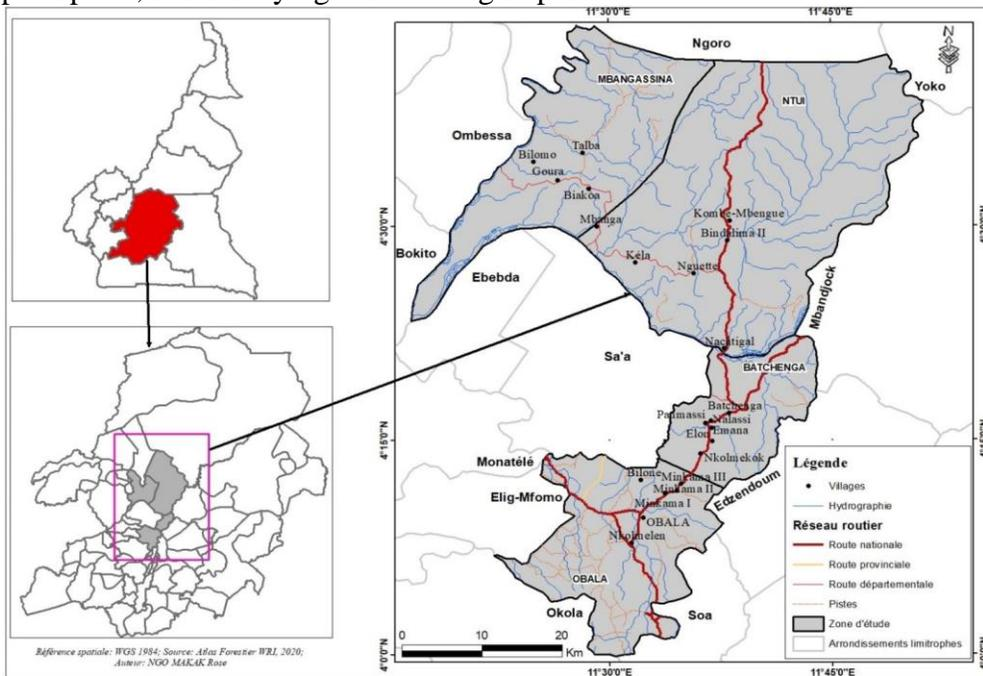 11°30'0"E 11°45'0"E
Ngoro
N
MBANGASSINA
NTUI
Yoko
Ombessa
Talba
Bilomo
Goura
Biakoa
Kombe-Mbengue
Mbanga
Bindalima II
4°30'0"N
Bokito
Kéla
Nguette
Ebebda
Mbandjock
Nachtigal
Sa'a
BATCHENGA
Batchenga
Palmassi
Nalassi
Elon
Emana
4°15'0"N
Nkolmekok
Monatélé
Bilone
Minkama III
Elig-Mfomo
Minkama II
Edzendoum
Minkama I
OBALA
Nkolmelen
OBALA
Okola
Soa
0 10 20
Km
4°0'0"N
11°30'0"E 11°45'0"E
Légende
Villages
Hydrographie
Réseau routier
Route nationale
Route provinciale
Route départementale
Pistes
Zone d'étude
Arrondissements limitrophes
Référence spatiale: WGS 1984; Source: Atlas Forestier WRI, 2020;
Auteur: NGO MAKAK Rose